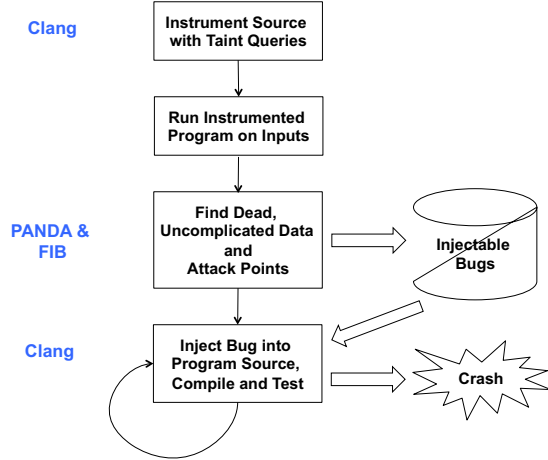 Clang
Instrument Source
with Taint Queries
Run Instrumented
Program on Inputs
PANDA &
FIB
Find Dead,
Uncomplicated Data
and
Attack Points
Injectable
Bugs
Clang
Inject Bug into
Program Source,
Compile and Test
Crash